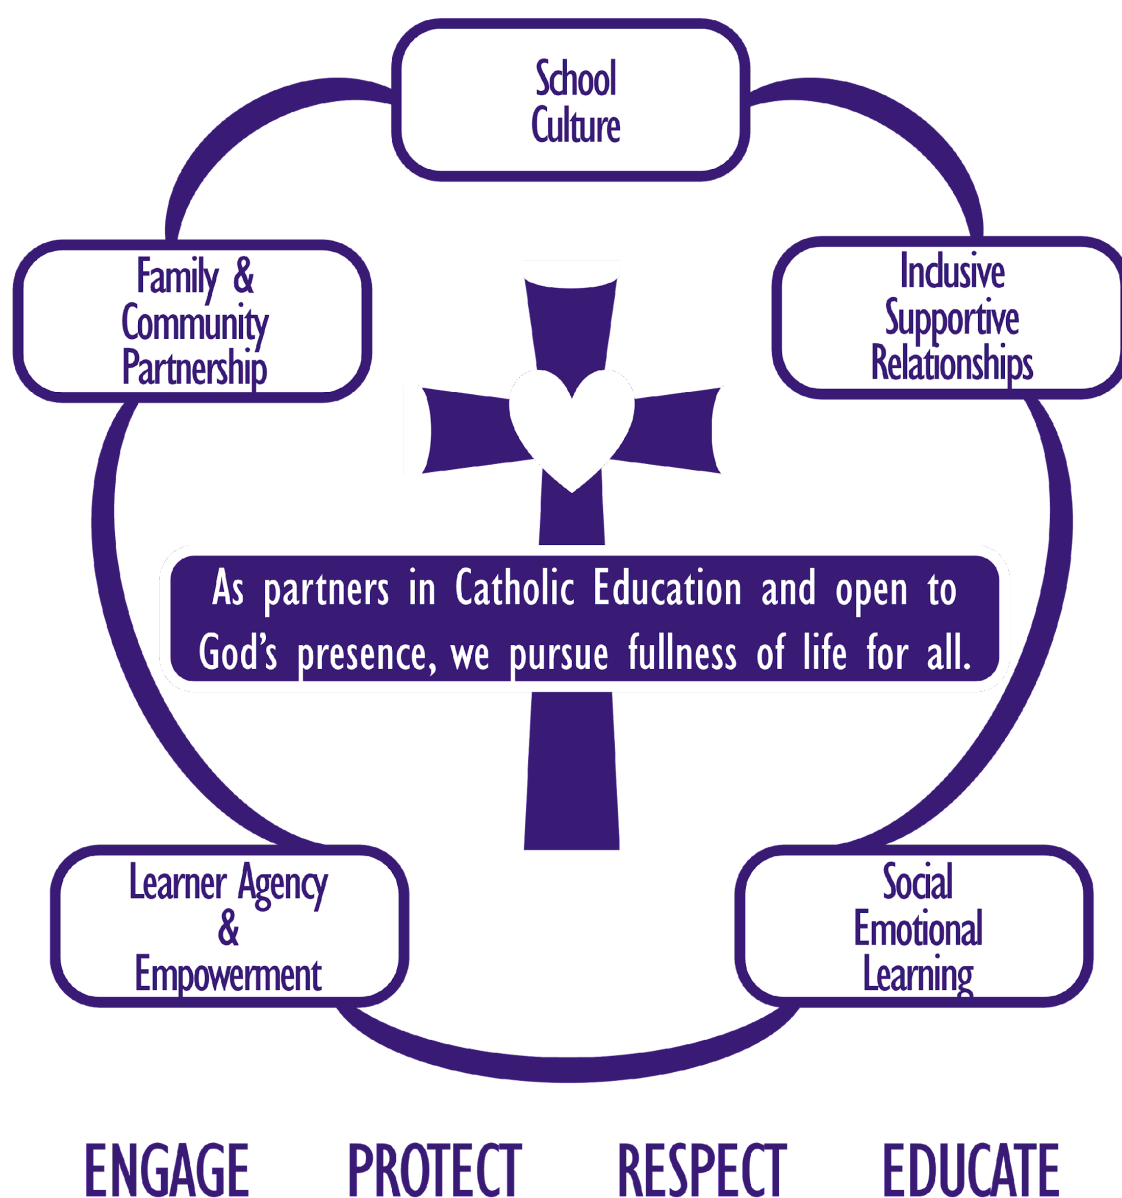 School
Culture
Family &
Community
Partnership
Inclusive
Supportive
Relationships
As partners in Catholic Education and open to
God's presence, we pursue fullness of life for all.
Learner Agency
&
Empowerment
Social
Emotional
Learning
ENGAGE PROTECT RESPECT EDUCATE